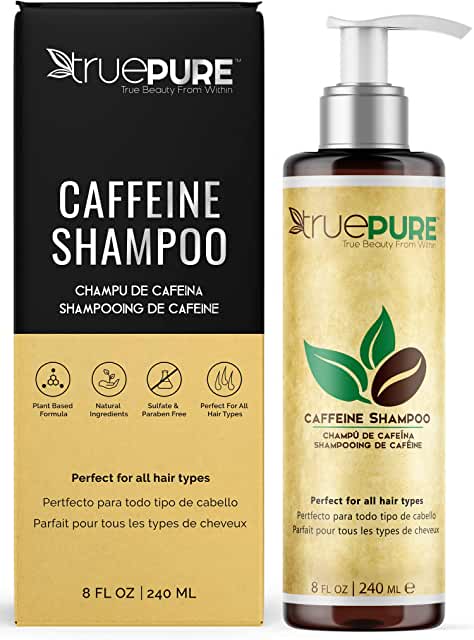 truePURE™
True Beauty From Within
CAFFEINE
SHAMPOO
CHAMPU DE CAFEINA
SHAMPOOING DE CAFEINE
Plant Based
Formula
Natural
Ingredients
Sulfate &
Paraben Free
Perfect For All
Hair Types
Perfect for all hair types
Pertfecto para todo tipo de cabello
Parfait pour tous les types de cheveux
8 FL OZ | 240 ML
truePURE™
True Beauty From Within
CAFFEINE SHAMPOO
CHAMPÚ DE CAFEÍNA
SHAMPOOING DE CAFÉINE
Perfect for all hair types
Pertfecto para todo tipo de cabello
Parfait pour tous les types de cheveux
8 FL OZ | 240 ML ℮